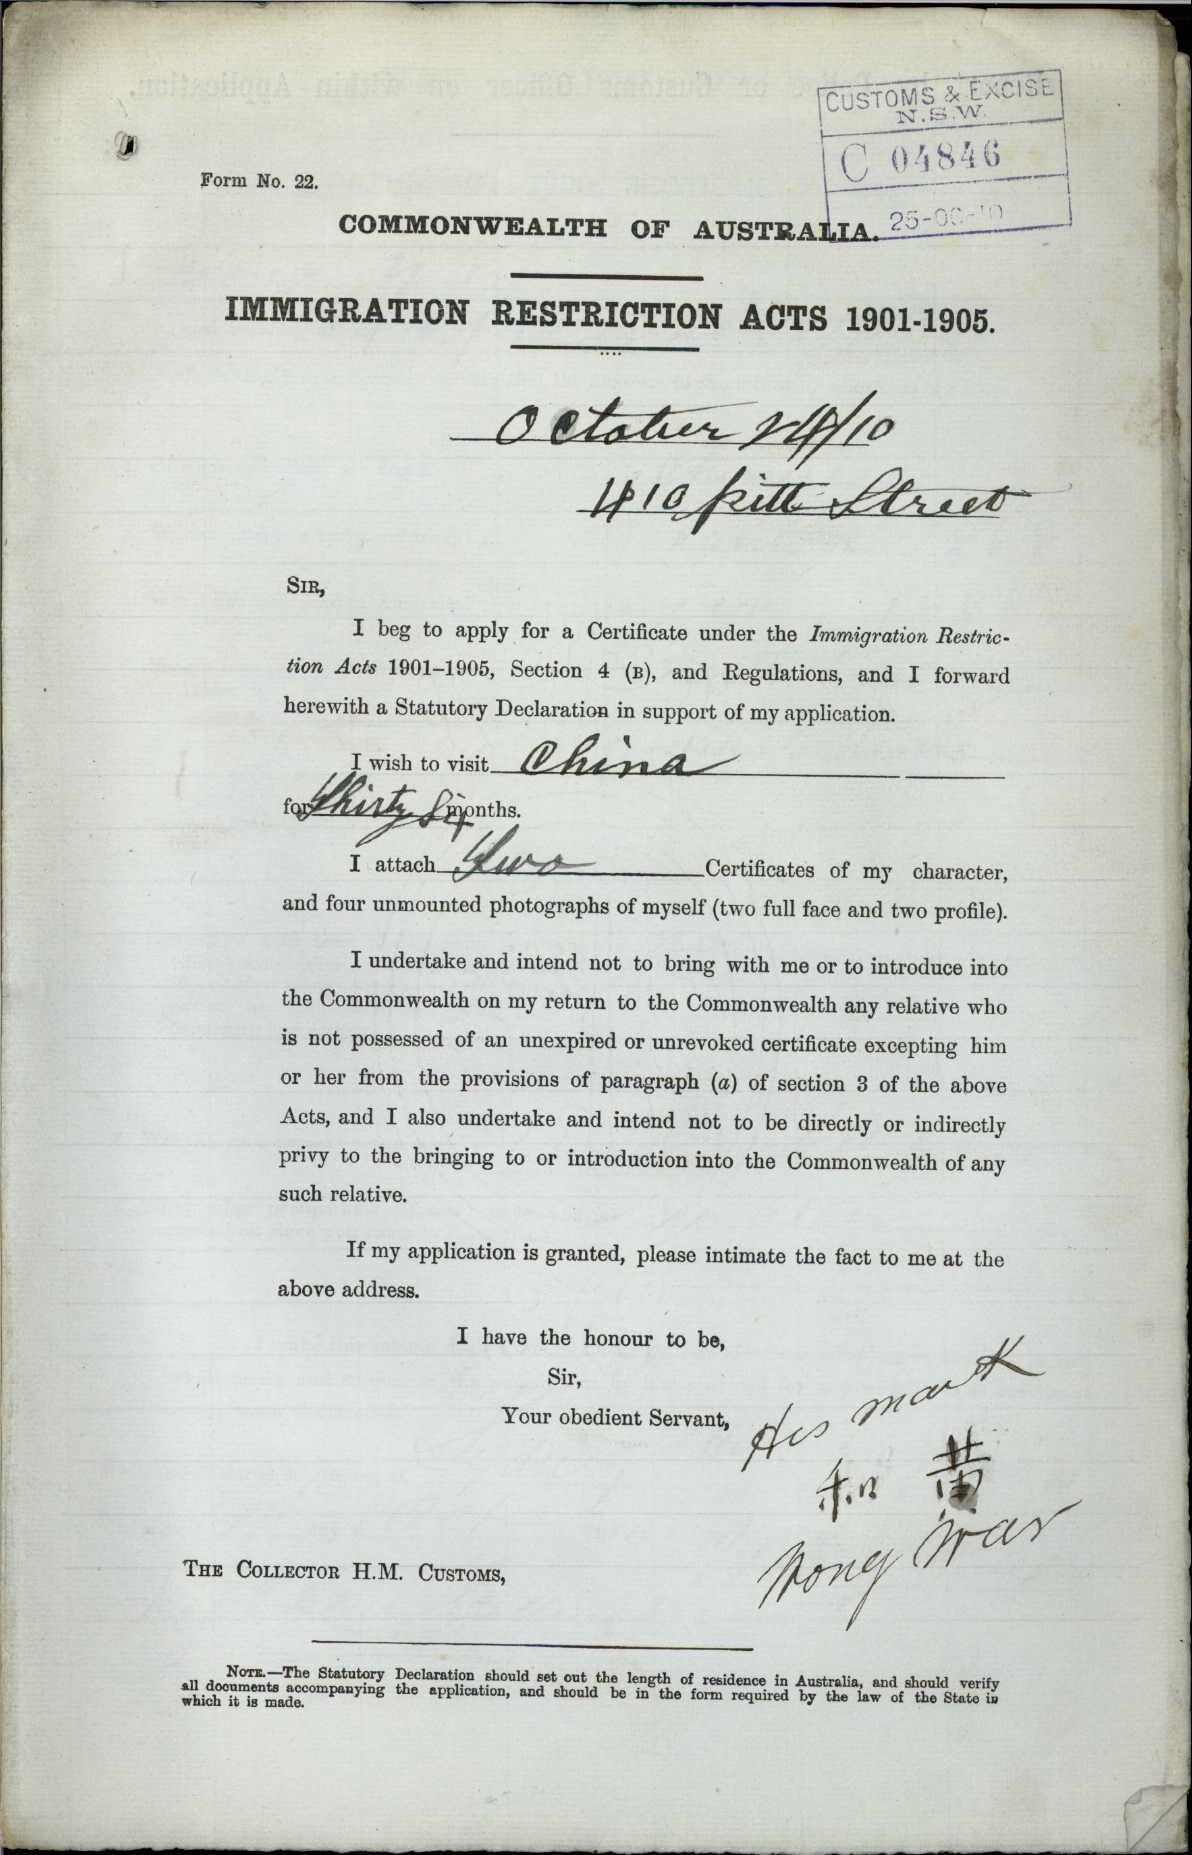 CUSTOMS & EXCISE
N.S.W.
C 04846
Form No. 22.
COMMONWEALTH OF AUSTRALIA.
IMMIGRATION RESTRICTION ACTS 1901-1905.
October 24/10
410 pitt Street
SIR,
I beg to apply for a Certificate under the Immigration Restric-
tion Acts 1901–1905, Section 4 (B), and Regulations, and I forward
herewith a Statutory Declaration in support of my application.
I wish to visit China
for Thirty Six months.
I attach Two Certificates of my character,
and four unmounted photographs of myself (two full face and two profile).
I undertake and intend not to bring with me or to introduce into
the Commonwealth on my return to the Commonwealth any relative who
is not possessed of an unexpired or unrevoked certificate excepting him
or her from the provisions of paragraph (a) of section 3 of the above
Acts, and I also undertake and intend not to be directly or indirectly
privy to the bringing to or introduction into the Commonwealth of any
such relative.
If my application is granted, please intimate the fact to me at the
above address.
I have the honour to be,
Sir,
Your obedient Servant,
His mark
和 黄
Wong War
THE COLLECTOR H.M. CUSTOMS,
NOTE.—The Statutory Declaration should set out the length of residence in Australia, and should verify
all documents accompanying the application, and should be in the form required by the law of the State in
which it is made.